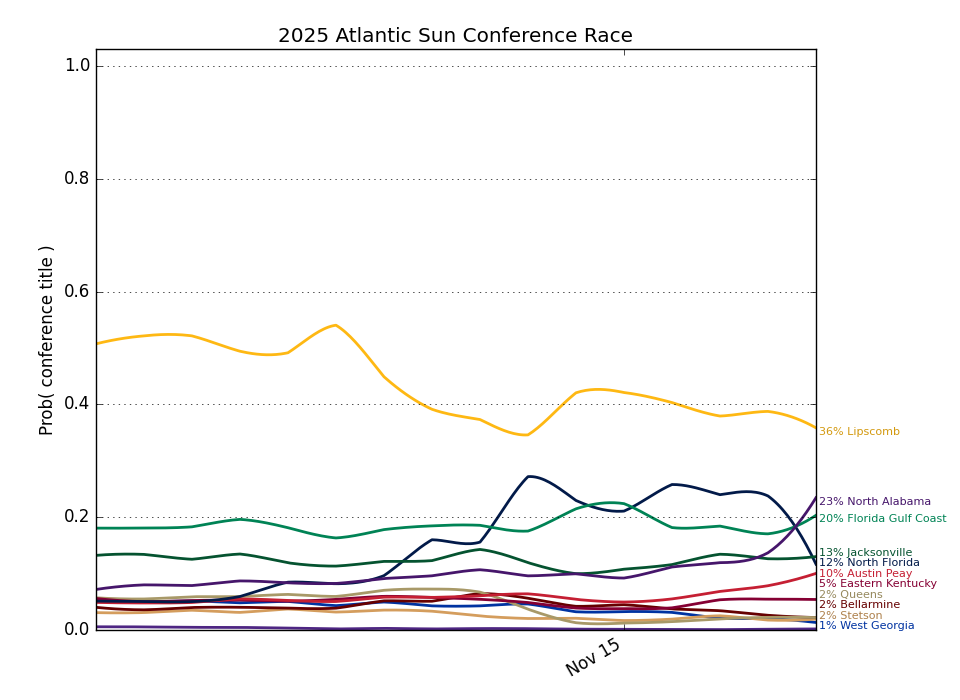 2025 Atlantic Sun Conference Race
1.0
0.8
0.6
0.4
0.2
0.0
Prob( conference title )
Nov 15
36% Lipscomb
23% North Alabama
20% Florida Gulf Coast
13% Jacksonville
12% North Florida
10% Austin Peay
5% Eastern Kentucky
2% Queens
2% Bellarmine
2% Stetson
1% West Georgia